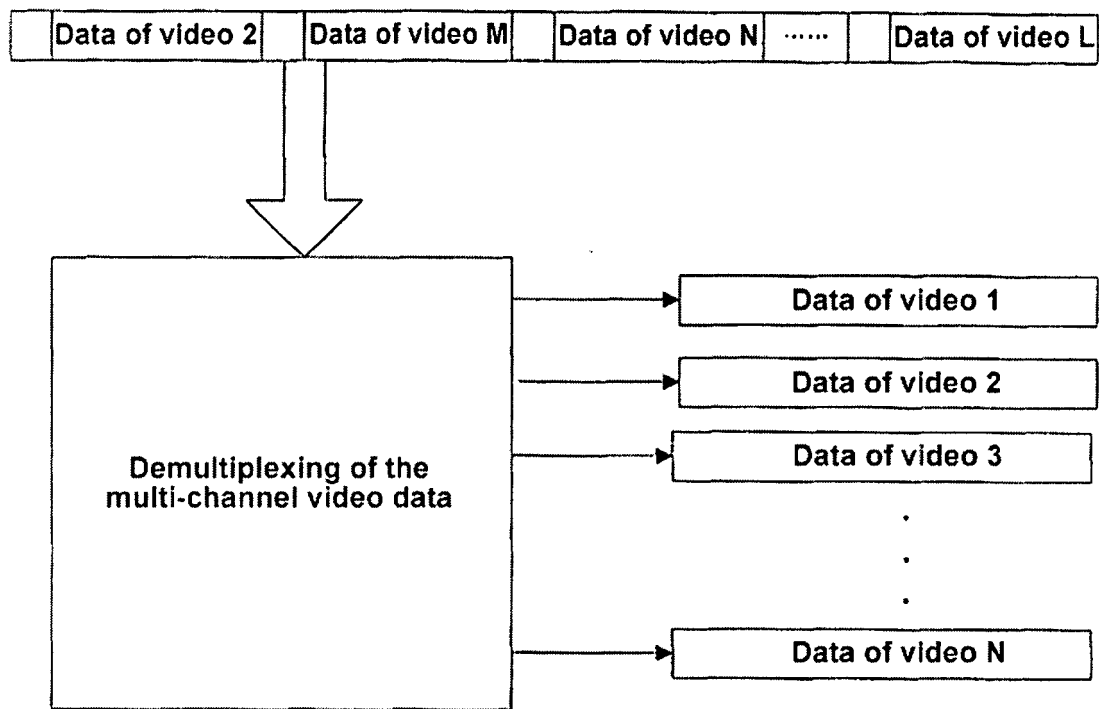 Data of video 2 Data of video M Data of video N ...... Data of video L
Data of video 1
Data of video 2
Data of video 3
Demultiplexing of the
multi-channel video data
.
.
.
Data of video N